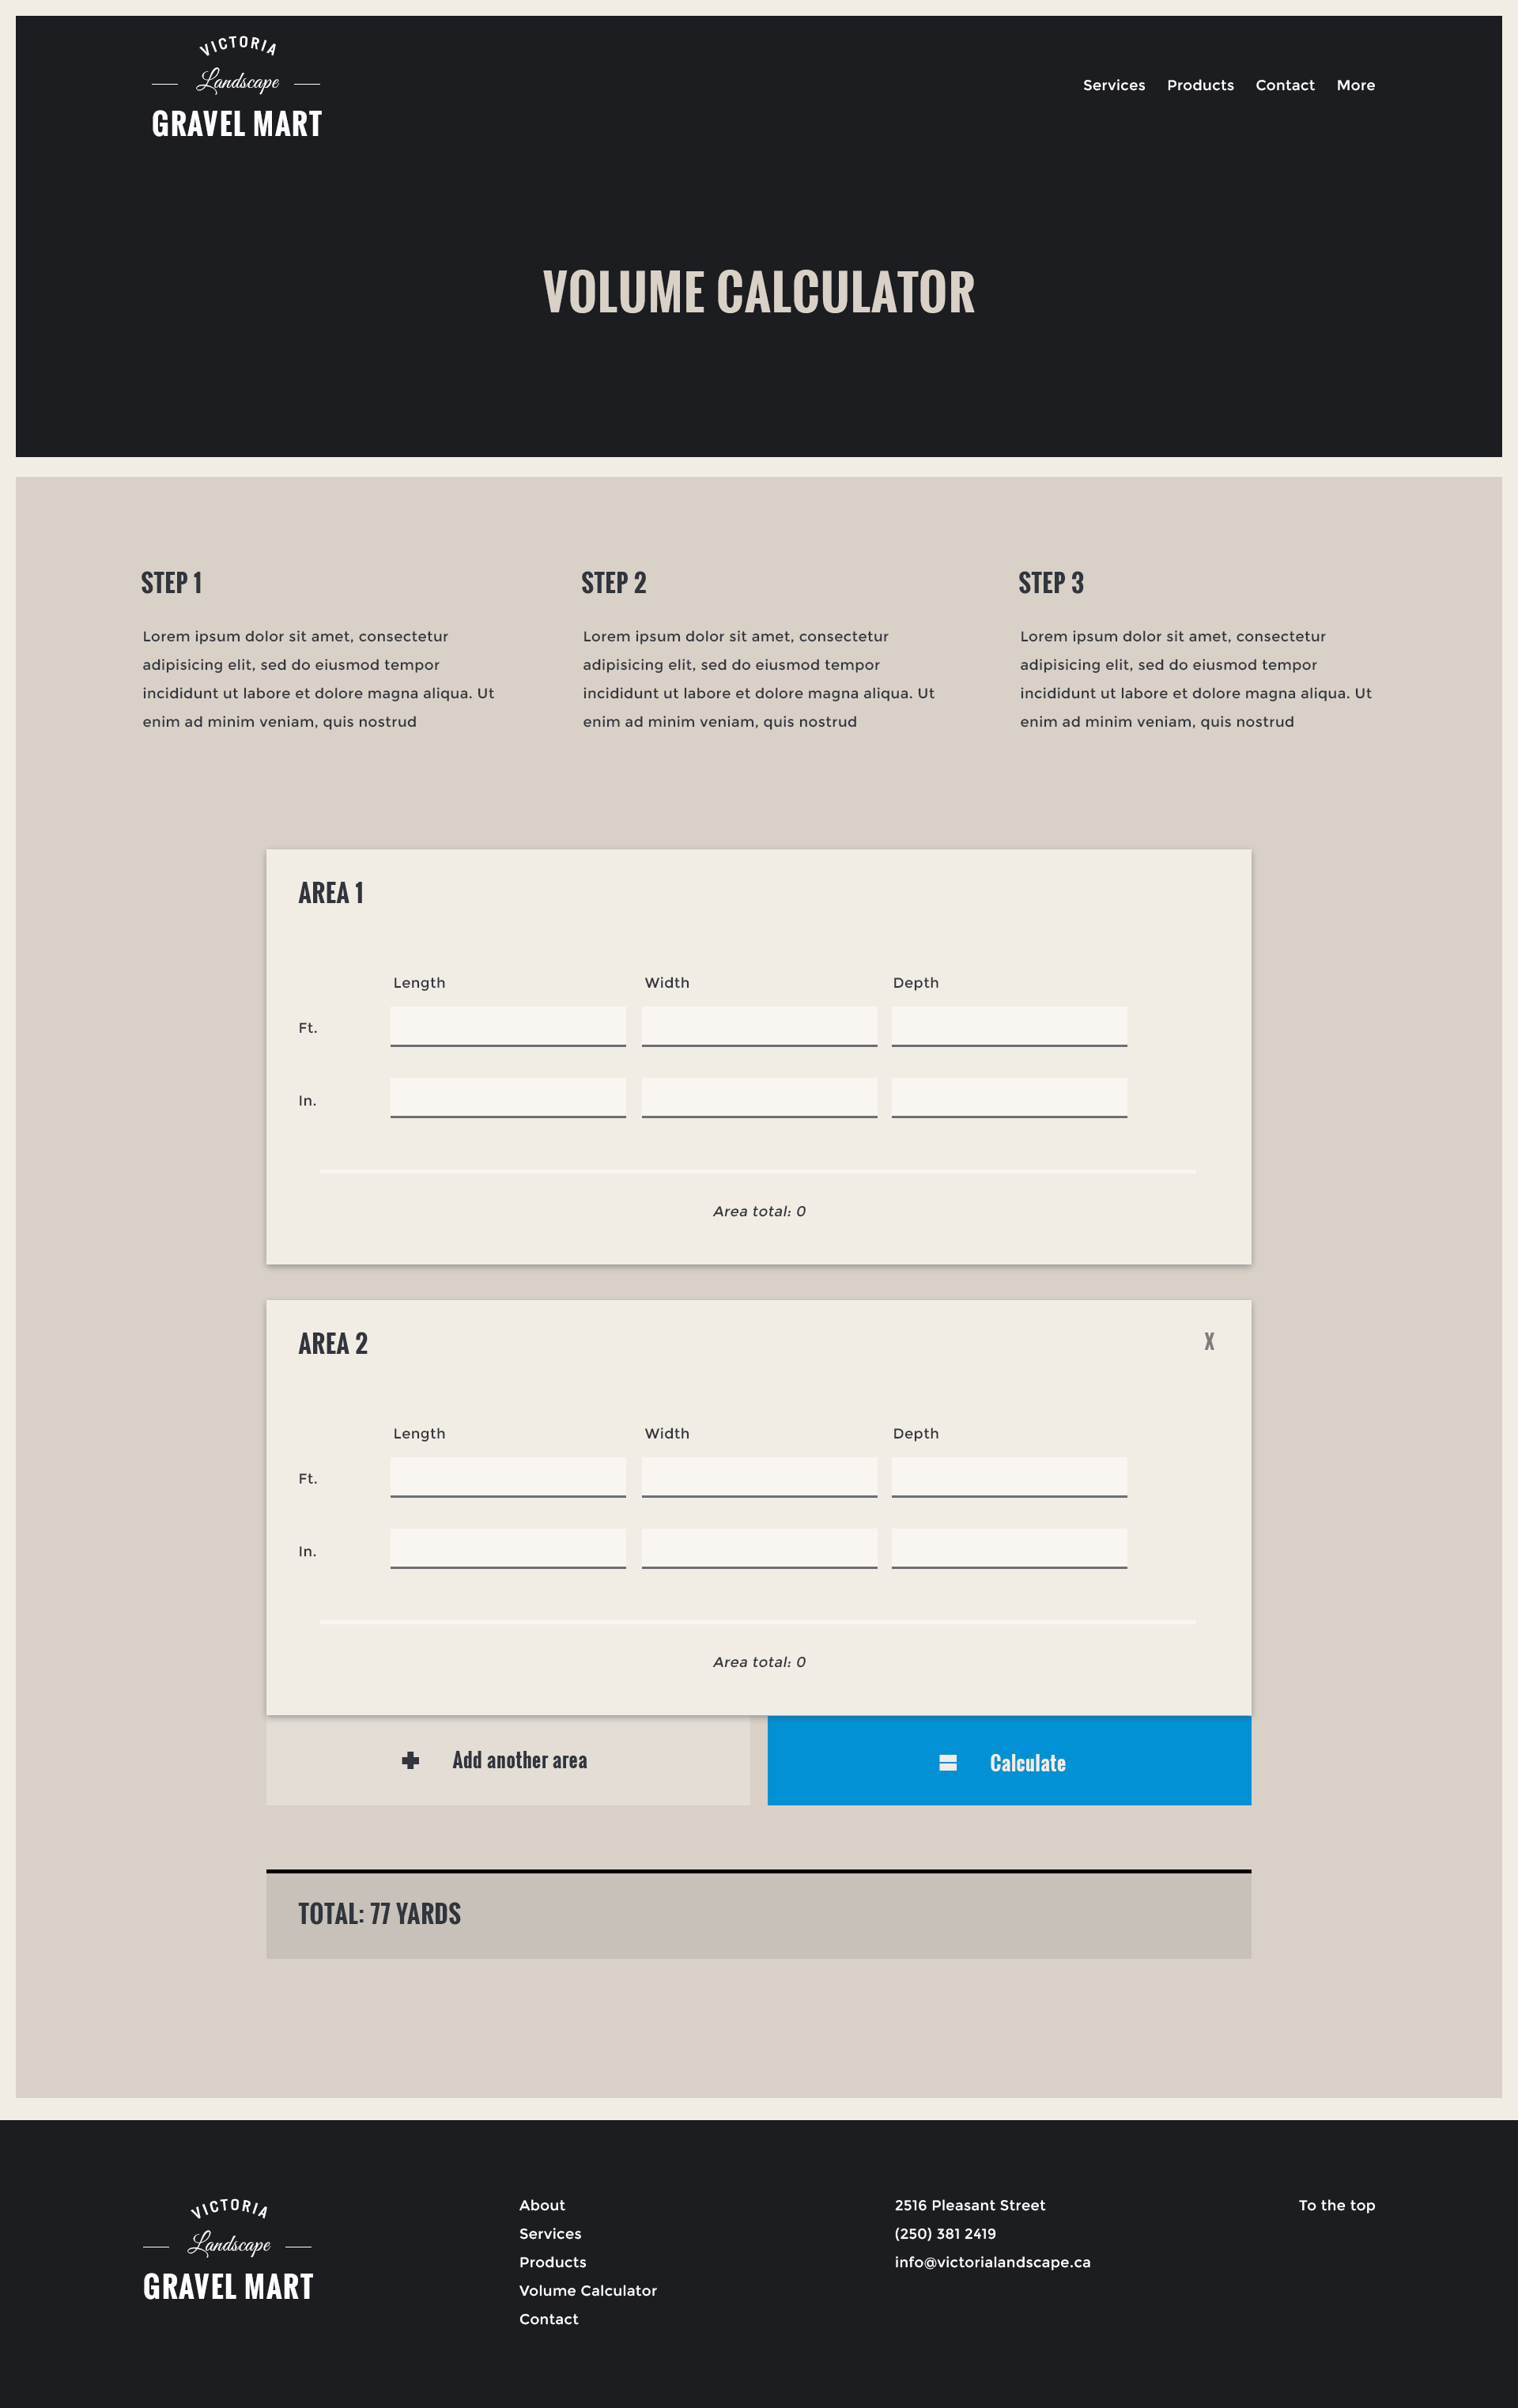 VICTORIA
Landscape
GRAVEL MART
Services Products Contact More
VOLUME CALCULATOR
STEP 1
Lorem ipsum dolor sit amet, consectetur
adipisicing elit, sed do eiusmod tempor
incididunt ut labore et dolore magna aliqua. Ut
enim ad minim veniam, quis nostrud
STEP 2
Lorem ipsum dolor sit amet, consectetur
adipisicing elit, sed do eiusmod tempor
incididunt ut labore et dolore magna aliqua. Ut
enim ad minim veniam, quis nostrud
STEP 3
Lorem ipsum dolor sit amet, consectetur
adipisicing elit, sed do eiusmod tempor
incididunt ut labore et dolore magna aliqua. Ut
enim ad minim veniam, quis nostrud
AREA 1
Length Width Depth
Ft.
In.
Area total: 0
AREA 2 X
Length Width Depth
Ft.
In.
Area total: 0
Add another area
Calculate
TOTAL: 77 YARDS
VICTORIA
Landscape
GRAVEL MART
About
Services
Products
Volume Calculator
Contact
2516 Pleasant Street
(250) 381 2419
info@victorialandscape.ca
To the top